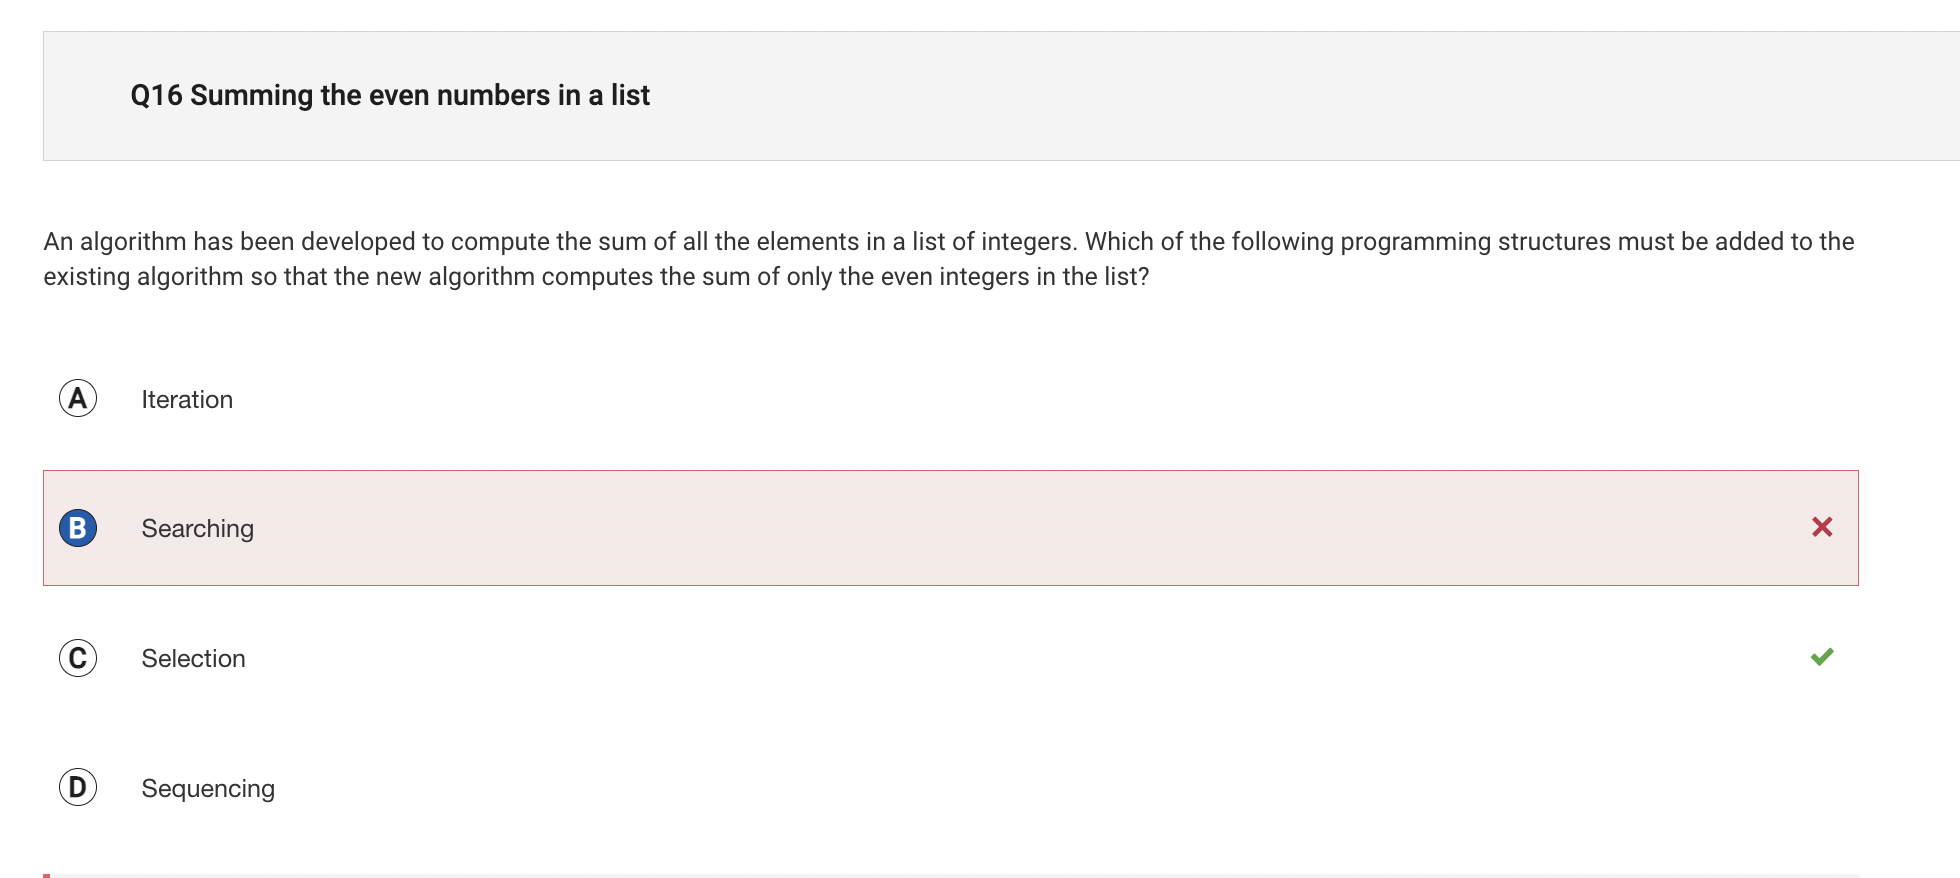 Q16 Summing the even numbers in a list
An algorithm has been developed to compute the sum of all the elements in a list of integers. Which of the following programming structures must be added to the
existing algorithm so that the new algorithm computes the sum of only the even integers in the list?
A Iteration
B Searching
C Selection
D Sequencing